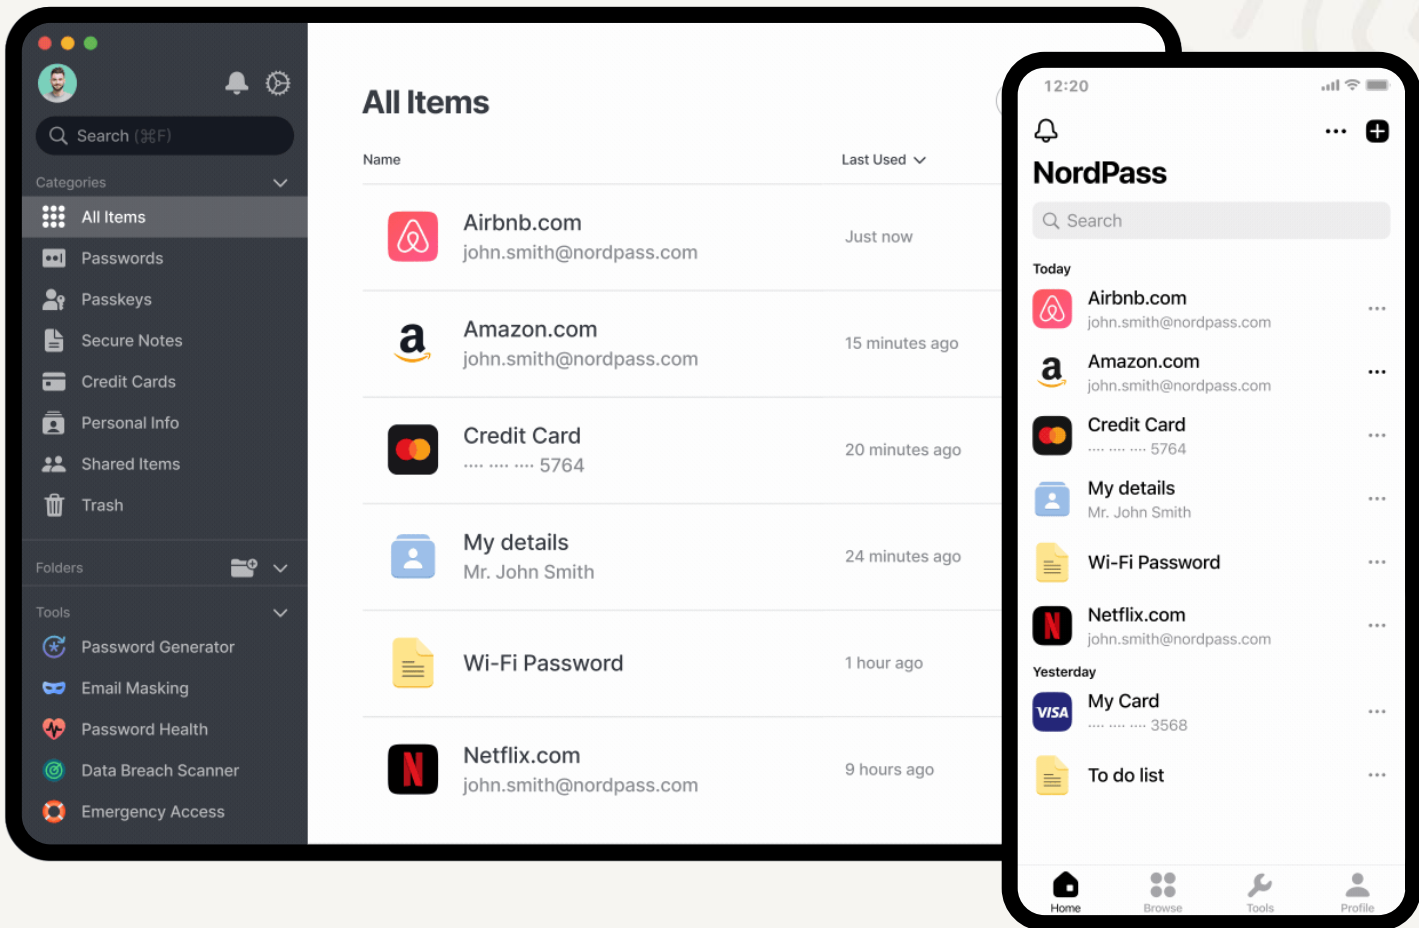 Search (⌘F)
Categories
All Items
Passwords
Passkeys
Secure Notes
Credit Cards
Personal Info
Shared Items
Trash
Folders
Tools
Password Generator
Email Masking
Password Health
Data Breach Scanner
Emergency Access
All Items
Name Last Used
Airbnb.com
john.smith@nordpass.com
Just now
a
Amazon.com
john.smith@nordpass.com
15 minutes ago
Credit Card
.... .... .... 5764
20 minutes ago
My details
Mr. John Smith
24 minutes ago
Wi-Fi Password
1 hour ago
N
Netflix.com
john.smith@nordpass.com
9 hours ago
12:20
NordPass
Search
Today
Airbnb.com
john.smith@nordpass.com
a
Amazon.com
john.smith@nordpass.com
Credit Card
.... .... .... 5764
My details
Mr. John Smith
Wi-Fi Password
N
Netflix.com
john.smith@nordpass.com
Yesterday
VISA
My Card
.... .... .... 3568
To do list
Home Browse Tools Profile